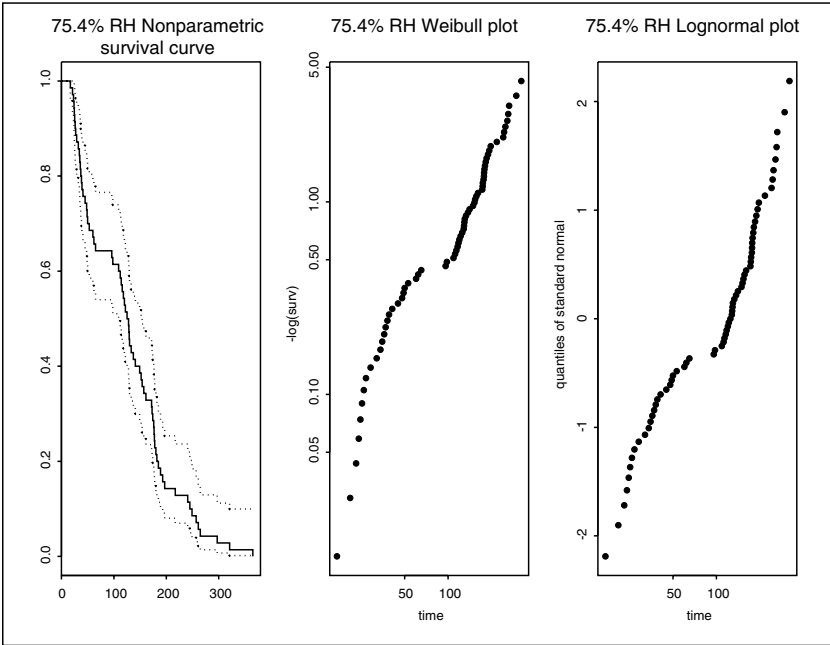 75.4% RH Nonparametric
survival curve
1.0
0.8
0.6
0.4
0.2
0.0
0 100 200 300
75.4% RH Weibull plot
-log(surv)
5.00
1.00
0.50
0.10
0.05
50 100
time
75.4% RH Lognormal plot
quantiles of standard normal
2
1
0
-1
-2
50 100
time